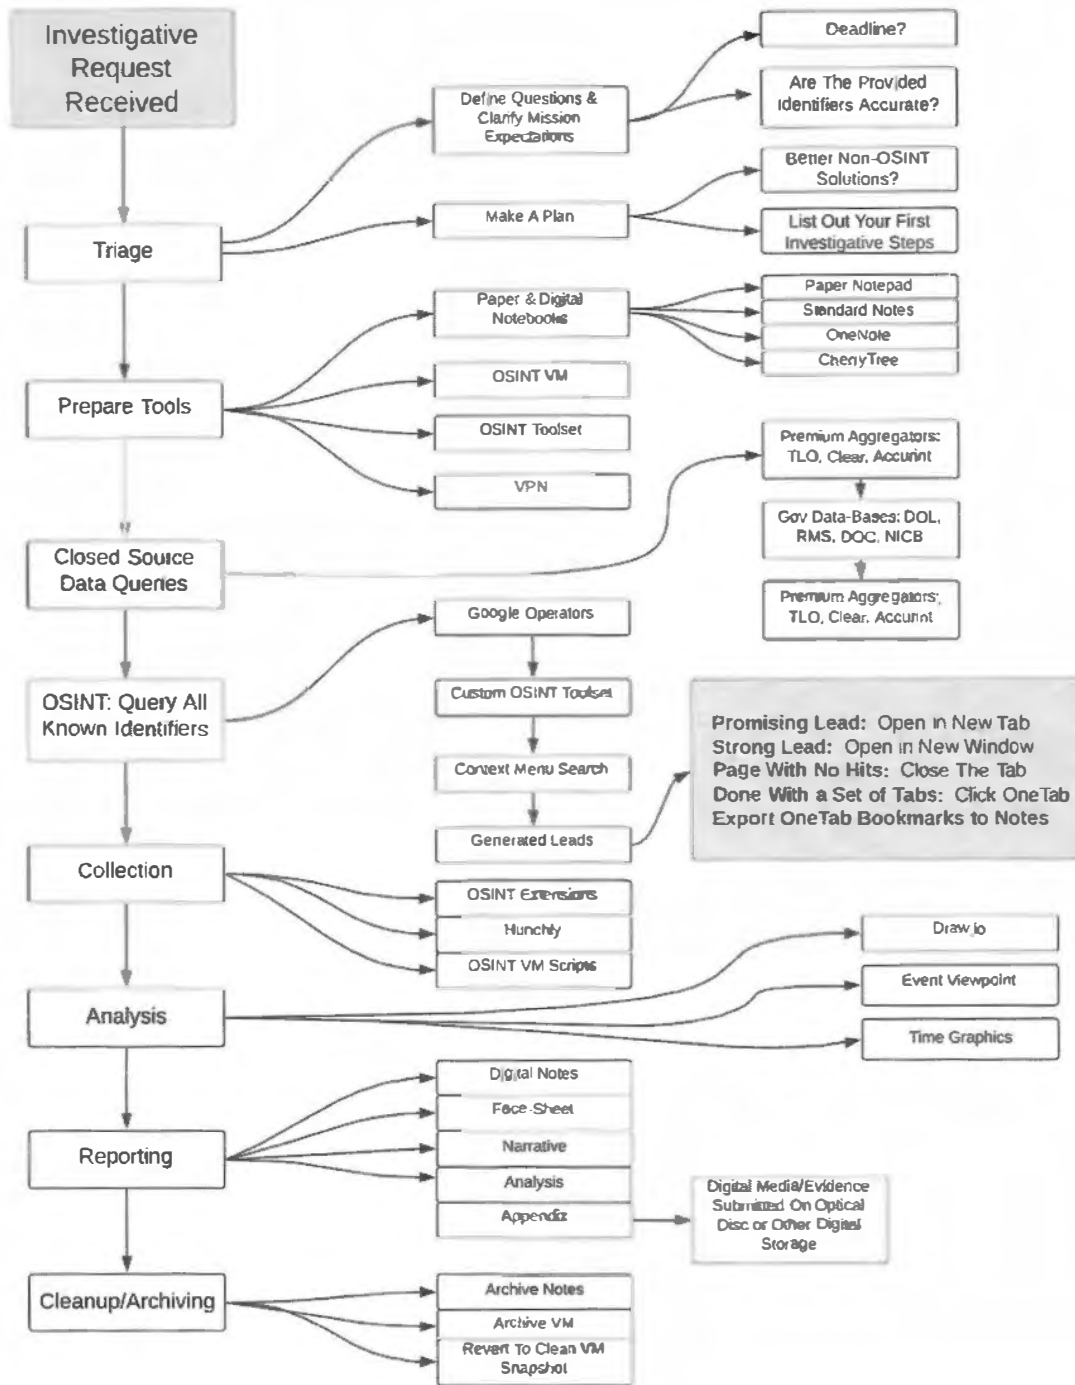 Investigative
Request
Received
Deadline?
Define Questions &
Clarify Mission
Expectations
Are The Provided
Identifiers Accurate?
Better Non-OSINT
Solutions?
Triage
Make A Plan
List Out Your First
Investigative Steps
Paper & Digital
Notebooks
Paper Notepad
Standard Notes
OneNote
CherryTree
OSINT VM
Prepare Tools
OSINT Toolset
VPN
Premium Aggregators:
TLO, Clear, Accurint
Gov Data-Bases: DOL,
RMS, DOC, NICB
Premium Aggregators:
TLO, Clear, Accurint
Closed Source
Data Queries
Google Operators
OSINT: Query All
Known Identifiers
Custom OSINT Toolset
Context Menu Search
Generated Leads
Promising Lead: Open in New Tab
Strong Lead: Open in New Window
Page With No Hits: Close The Tab
Done With a Set of Tabs: Click OneTab
Export OneTab Bookmarks to Notes
Collection
OSINT Extensions
Hunchly
OSINT VM Scripts
Draw.io
Event Viewpoint
Time Graphics
Analysis
Digital Notes
Face-Sheet
Reporting
Narrative
Analysis
Appendix
Digital Media/Evidence
Submitted On Optical
Disc or Other Digital
Storage
Cleanup/Archiving
Archive Notes
Archive VM
Revert To Clean VM
Snapshot